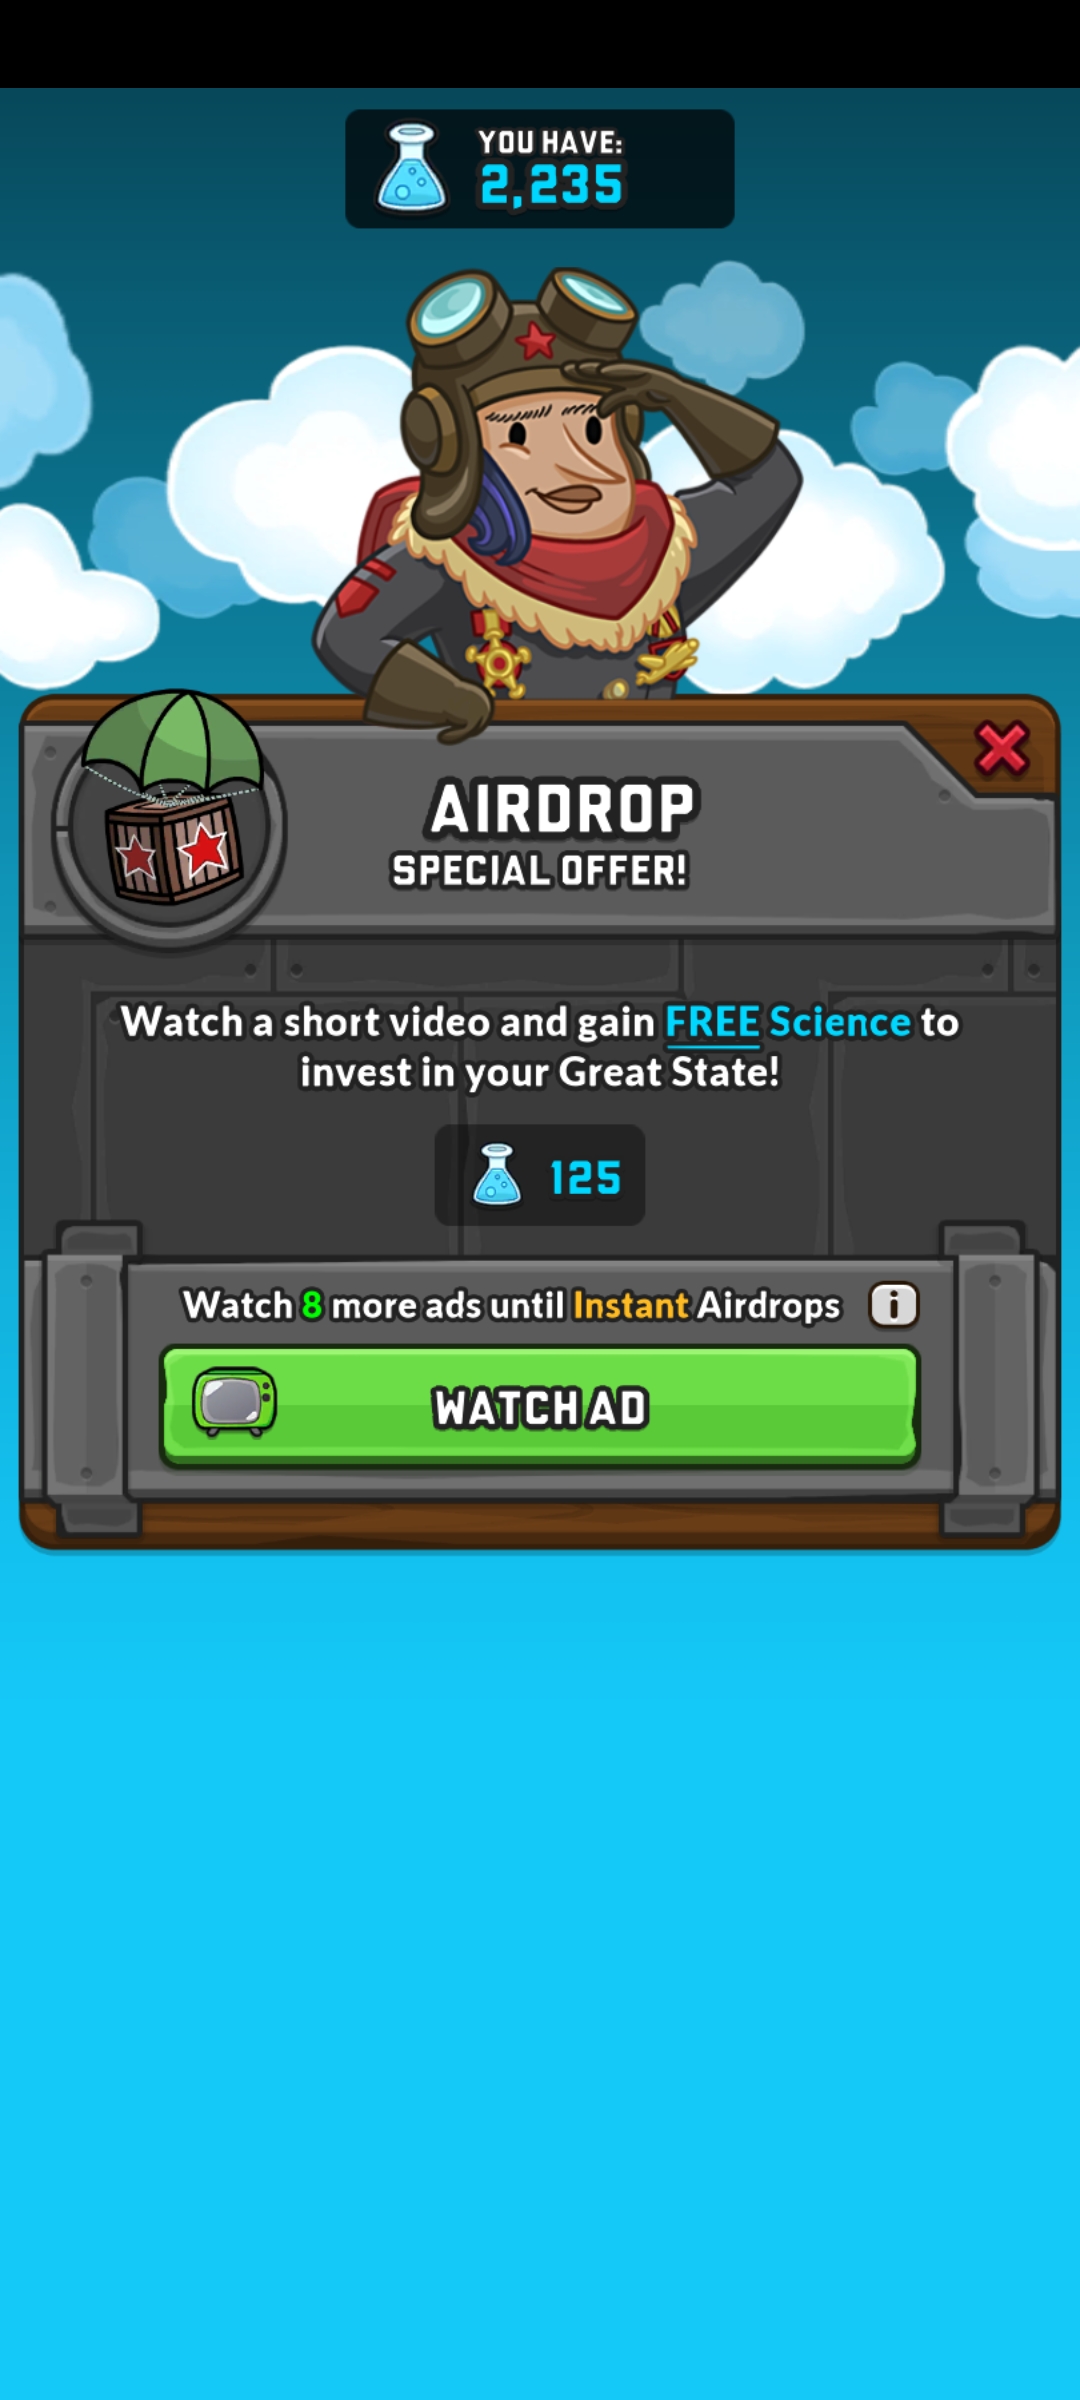 YOU HAVE:
2,235
AIRDROP
SPECIAL OFFER!
Watch a short video and gain FREE Science to
invest in your Great State!
125
Watch 8 more ads until Instant Airdrops
i
WATCH AD